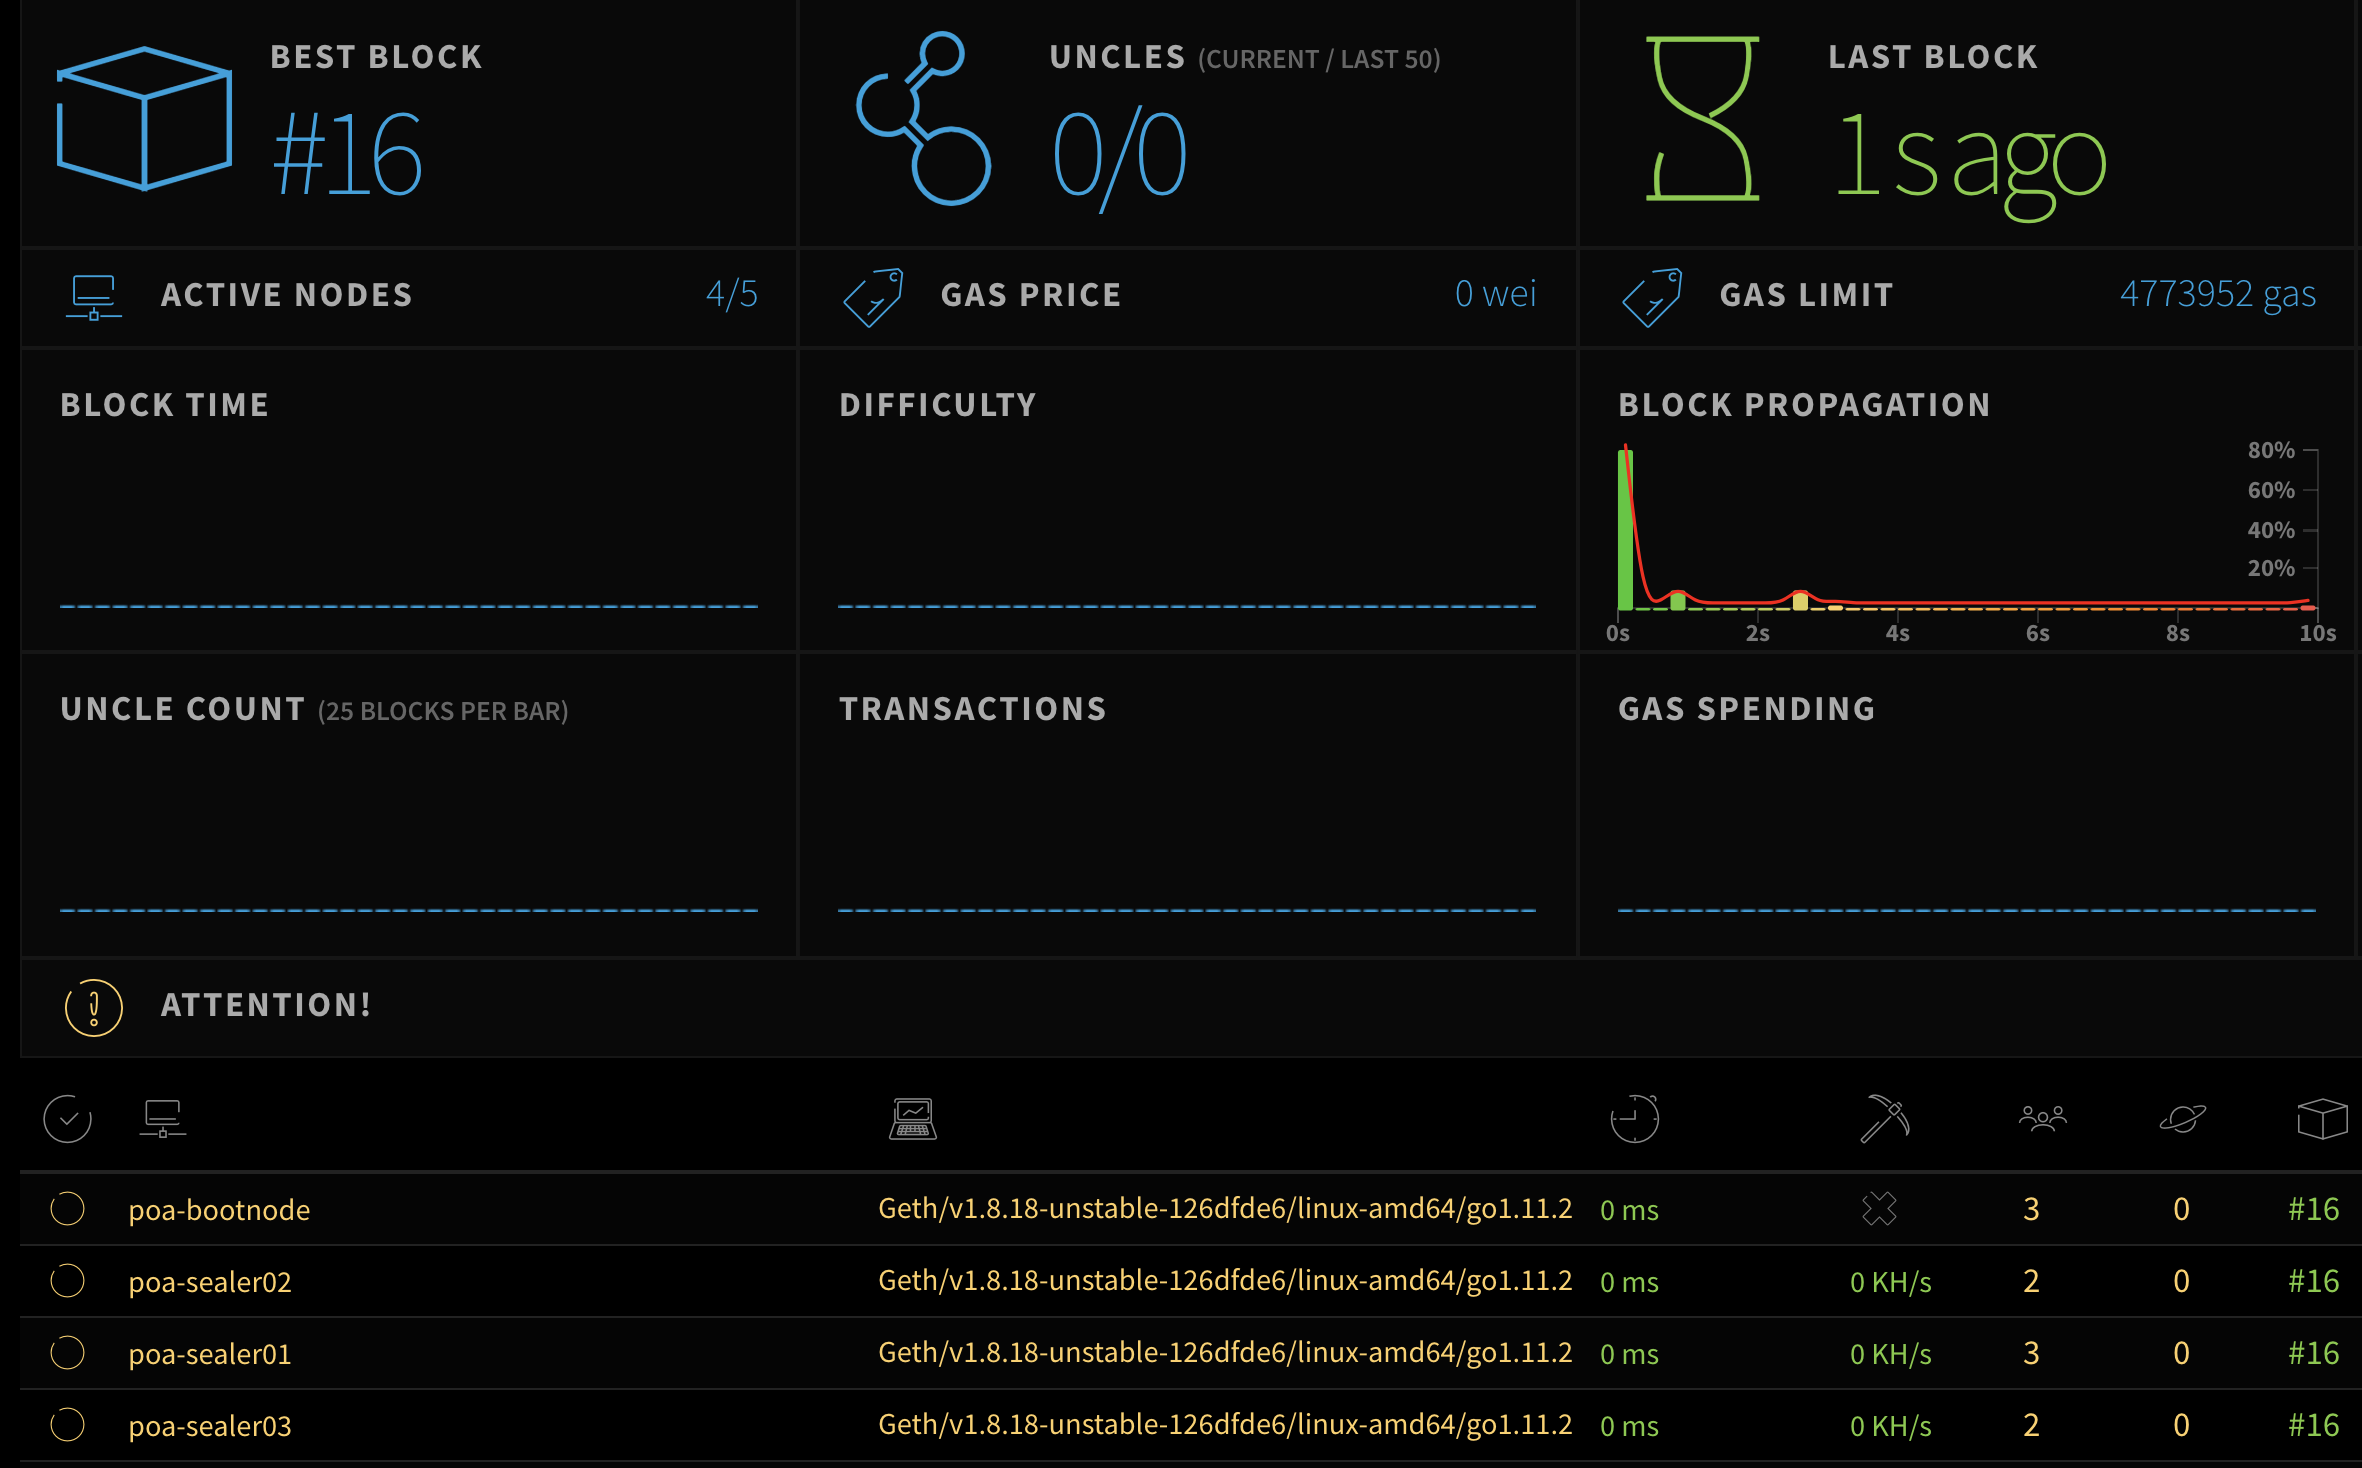 BEST BLOCK
#16
UNCLES (CURRENT / LAST 50)
0/0
LAST BLOCK
1 s ago
ACTIVE NODES 4/5
GAS PRICE 0 wei
GAS LIMIT 4773952 gas
BLOCK TIME
DIFFICULTY
BLOCK PROPAGATION
80%
60%
40%
20%
0s 2s 4s 6s 8s 10s
UNCLE COUNT (25 BLOCKS PER BAR)
TRANSACTIONS
GAS SPENDING
ATTENTION!
poa-bootnode Geth/v1.8.18-unstable-126dfde6/linux-amd64/go1.11.2 0 ms 3 0 #16
poa-sealer02 Geth/v1.8.18-unstable-126dfde6/linux-amd64/go1.11.2 0 ms 0 KH/s 2 0 #16
poa-sealer01 Geth/v1.8.18-unstable-126dfde6/linux-amd64/go1.11.2 0 ms 0 KH/s 3 0 #16
poa-sealer03 Geth/v1.8.18-unstable-126dfde6/linux-amd64/go1.11.2 0 ms 0 KH/s 2 0 #16